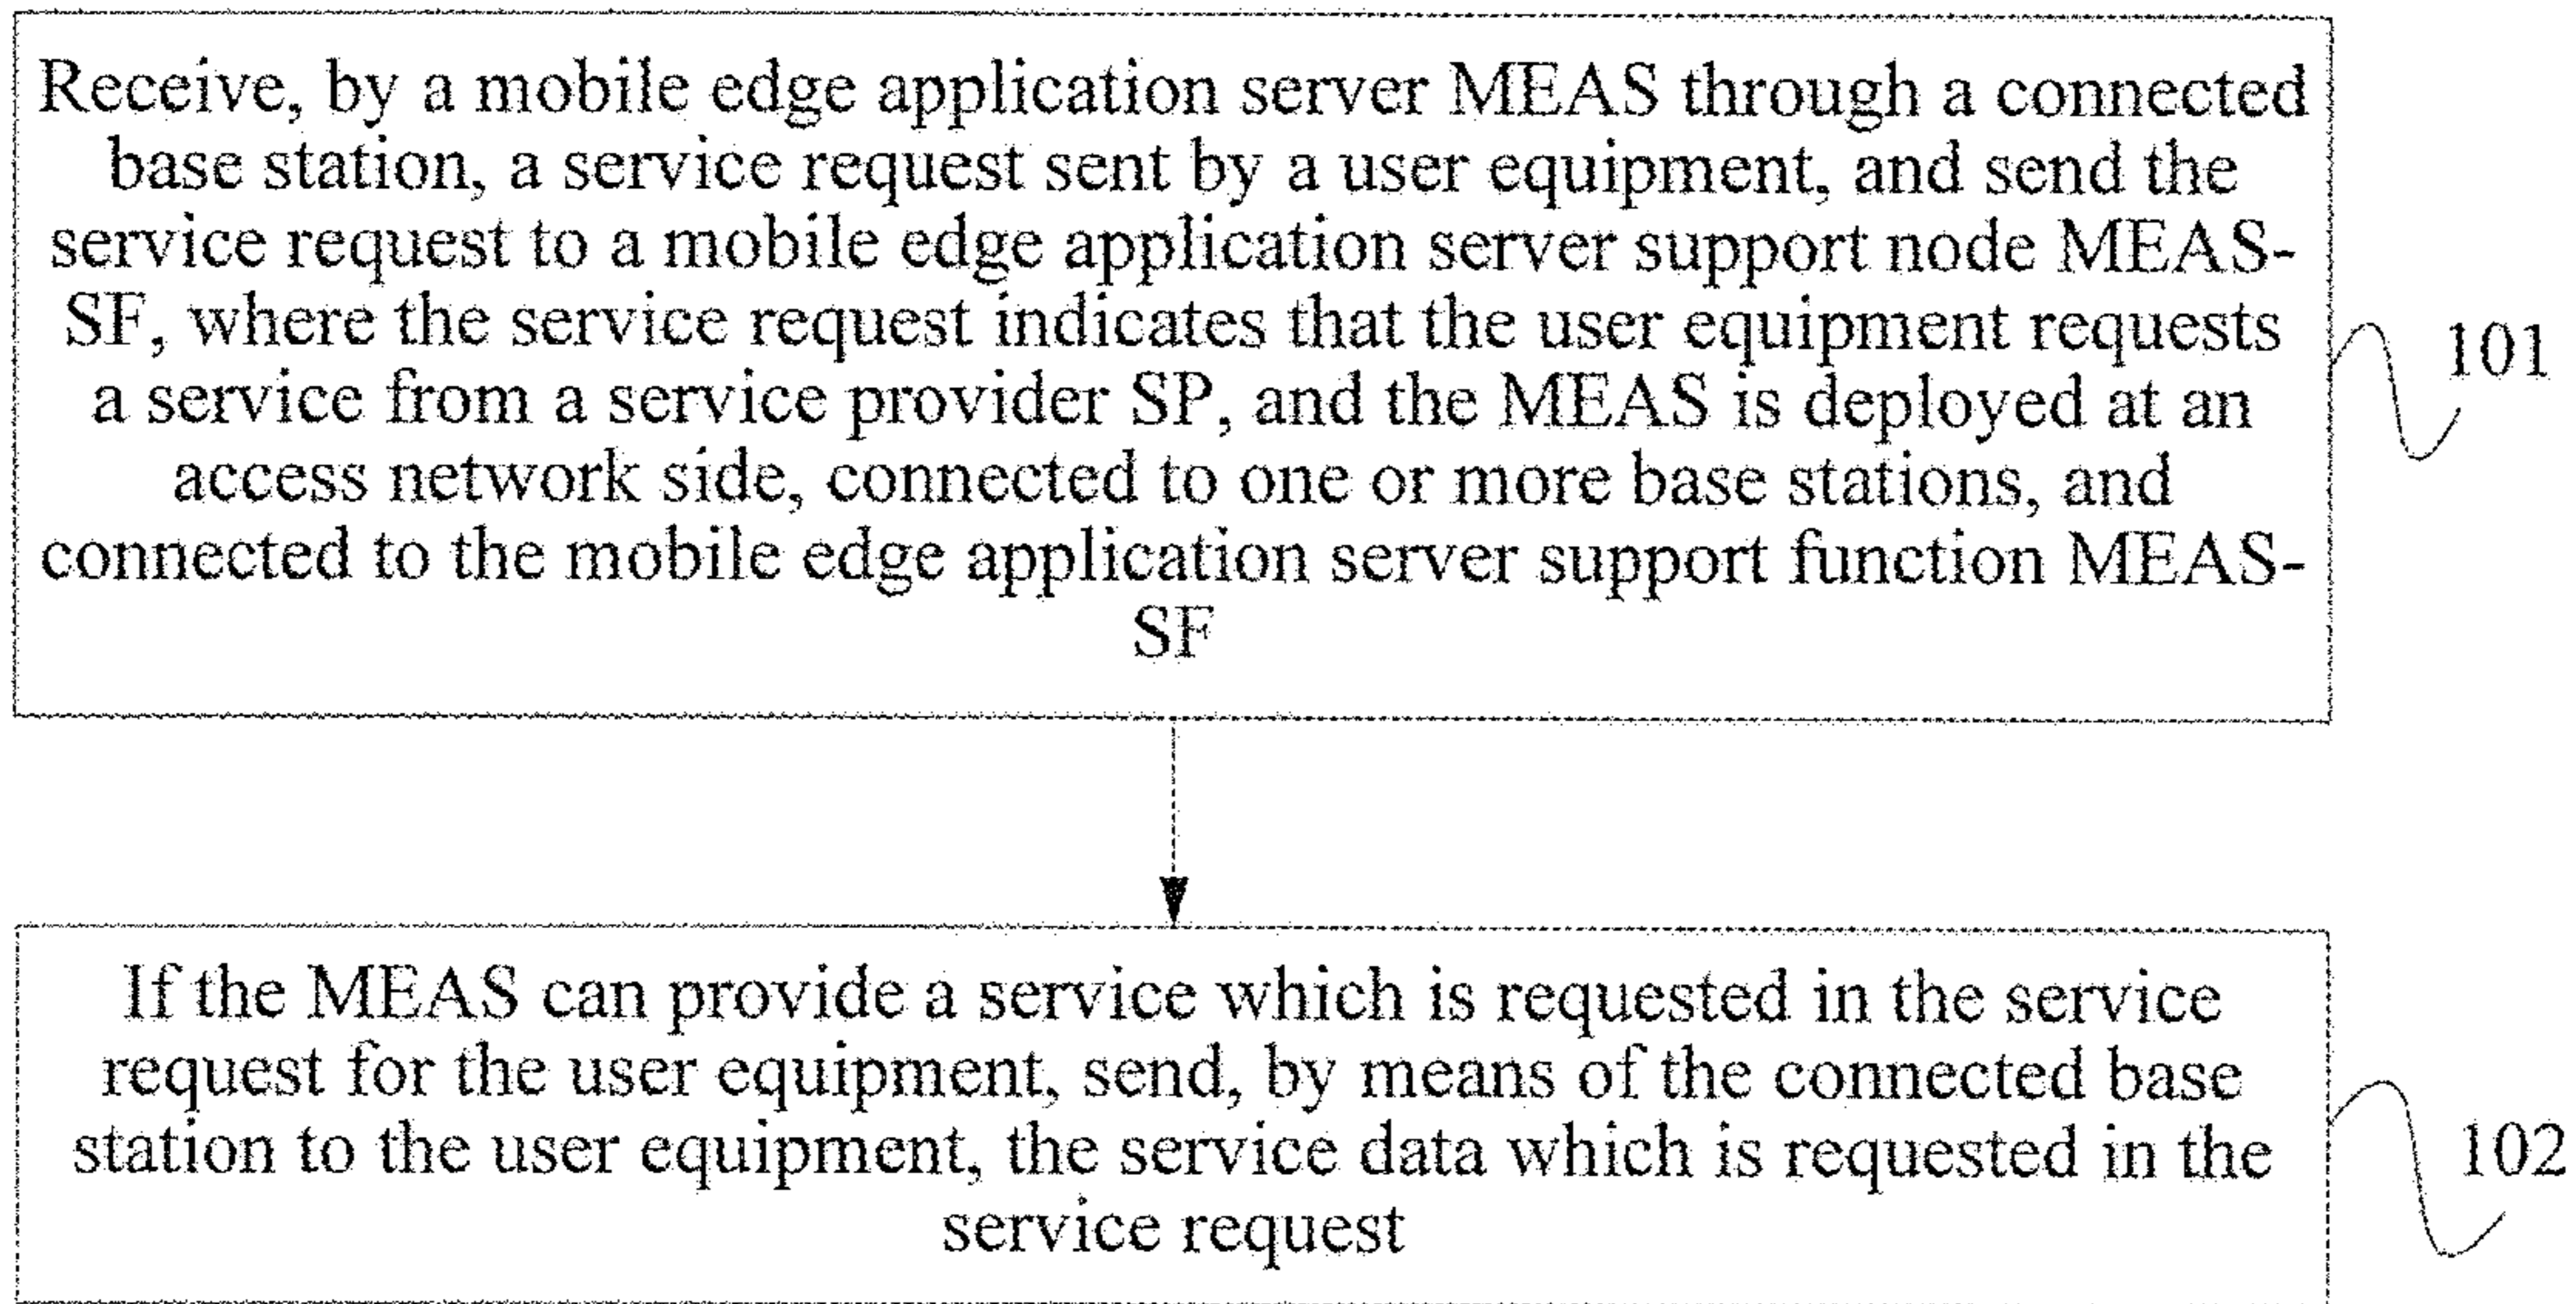 Receive, by a mobile edge application server MEAS through a connected
base station, a service request sent by a user equipment, and send the
service request to a mobile edge application server support node MEAS-
SF, where the service request indicates that the user equipment requests
a service from a service provider SP, and the MEAS is deployed at an
access network side, connected to one or more base stations, and
connected to the mobile edge application server support function MEAS-
SF
101
If the MEAS can provide a service which is requested in the service
request for the user equipment, send, by means of the connected base
station to the user equipment, the service data which is requested in the
service request
102